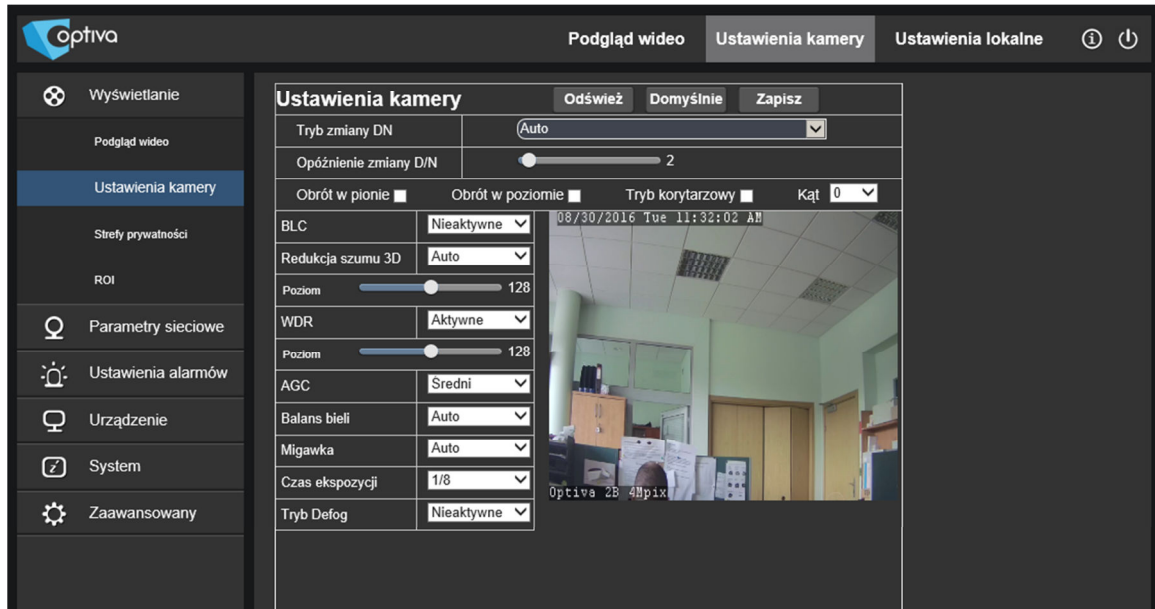 optiva
Podgląd wideo Ustawienia kamery Ustawienia lokalne
Wyświetlanie
Podgląd wideo
Ustawienia kamery
Strefy prywatności
ROI
Parametry sieciowe
Ustawienia alarmów
Urządzenie
System
Zaawansowany
Ustawienia kamery Odśwież Domyślnie Zapisz
Tryb zmiany DN Auto
Opóźnienie zmiany D/N 2
Obrót w pionie Obrót w poziomie Tryb korytarzowy Kąt 0
BLC Nieaktywne
Redukcja szumu 3D Auto
Poziom 128
WDR Aktywne
Poziom 128
AGC Średni
Balans bieli Auto
Migawka Auto
Czas ekspozycji 1/8
Tryb Defog Nieaktywne
08/30/2016 Tue 11:32:02 AM
Optiva 2B 4Mpix